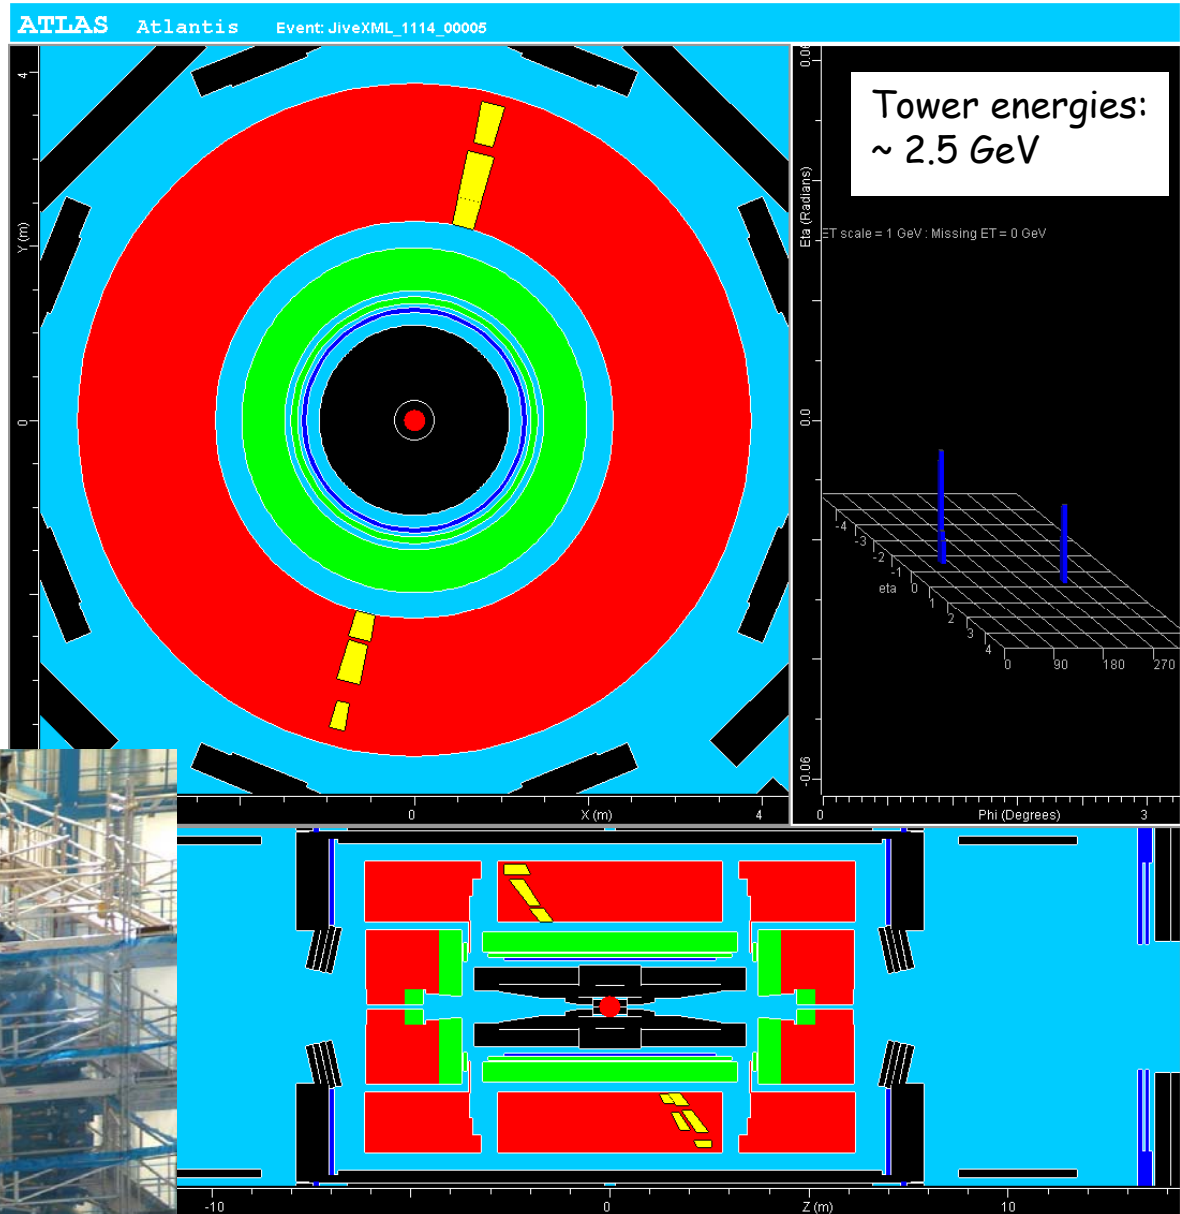 ATLAS Atlantis Event: JiveXML_1114_00005
4
Y (m)
0
0
X (m)
4
Tower energies:
~ 2.5 GeV
0.06
Eta (Radians)
ET scale = 1 GeV : Missing ET = 0 GeV
0.0
-4
-3
-2
-1
eta 0
1
2
3
4
0 90 180 270
-0.06
0 Phi (Degrees) 3
-10 0 Z (m) 10